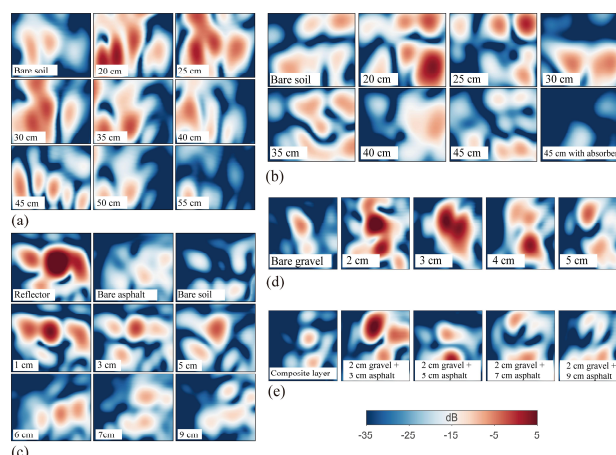 Bare soil
20 cm
25 cm
30 cm
35 cm
40 cm
45 cm
50 cm
55 cm
(a)
Bare soil
20 cm
25 cm
30 cm
35 cm
40 cm
45 cm
45 cm with absorber
(b)
Reflector
Bare asphalt
Bare soil
1 cm
3 cm
5 cm
6 cm
7cm
9 cm
(c)
Bare gravel
2 cm
3 cm
4 cm
5 cm
(d)
Composite layer
2 cm gravel +
3 cm asphalt
2 cm gravel +
5 cm asphalt
2 cm gravel +
7 cm asphalt
2 cm gravel +
9 cm asphalt
(e)
dB
-35
-25
-15
-5
5